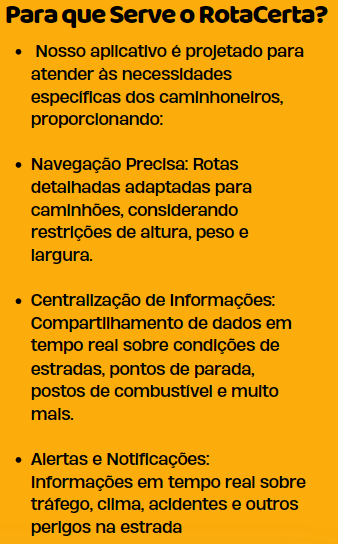 Para que Serve o RotaCerta?
• Nosso aplicativo é projetado para
atender às necessidades
específicas dos caminhoneiros,
proporcionando:
• Navegação Precisa: Rotas
detalhadas adaptadas para
caminhões, considerando
restrições de altura, peso e
largura.
• Centralização de Informações:
Compartilhamento de dados em
tempo real sobre condições de
estradas, pontos de parada,
postos de combustível e muito
mais.
• Alertas e Notificações:
Informações em tempo real sobre
tráfego, clima, acidentes e outros
perigos na estrada